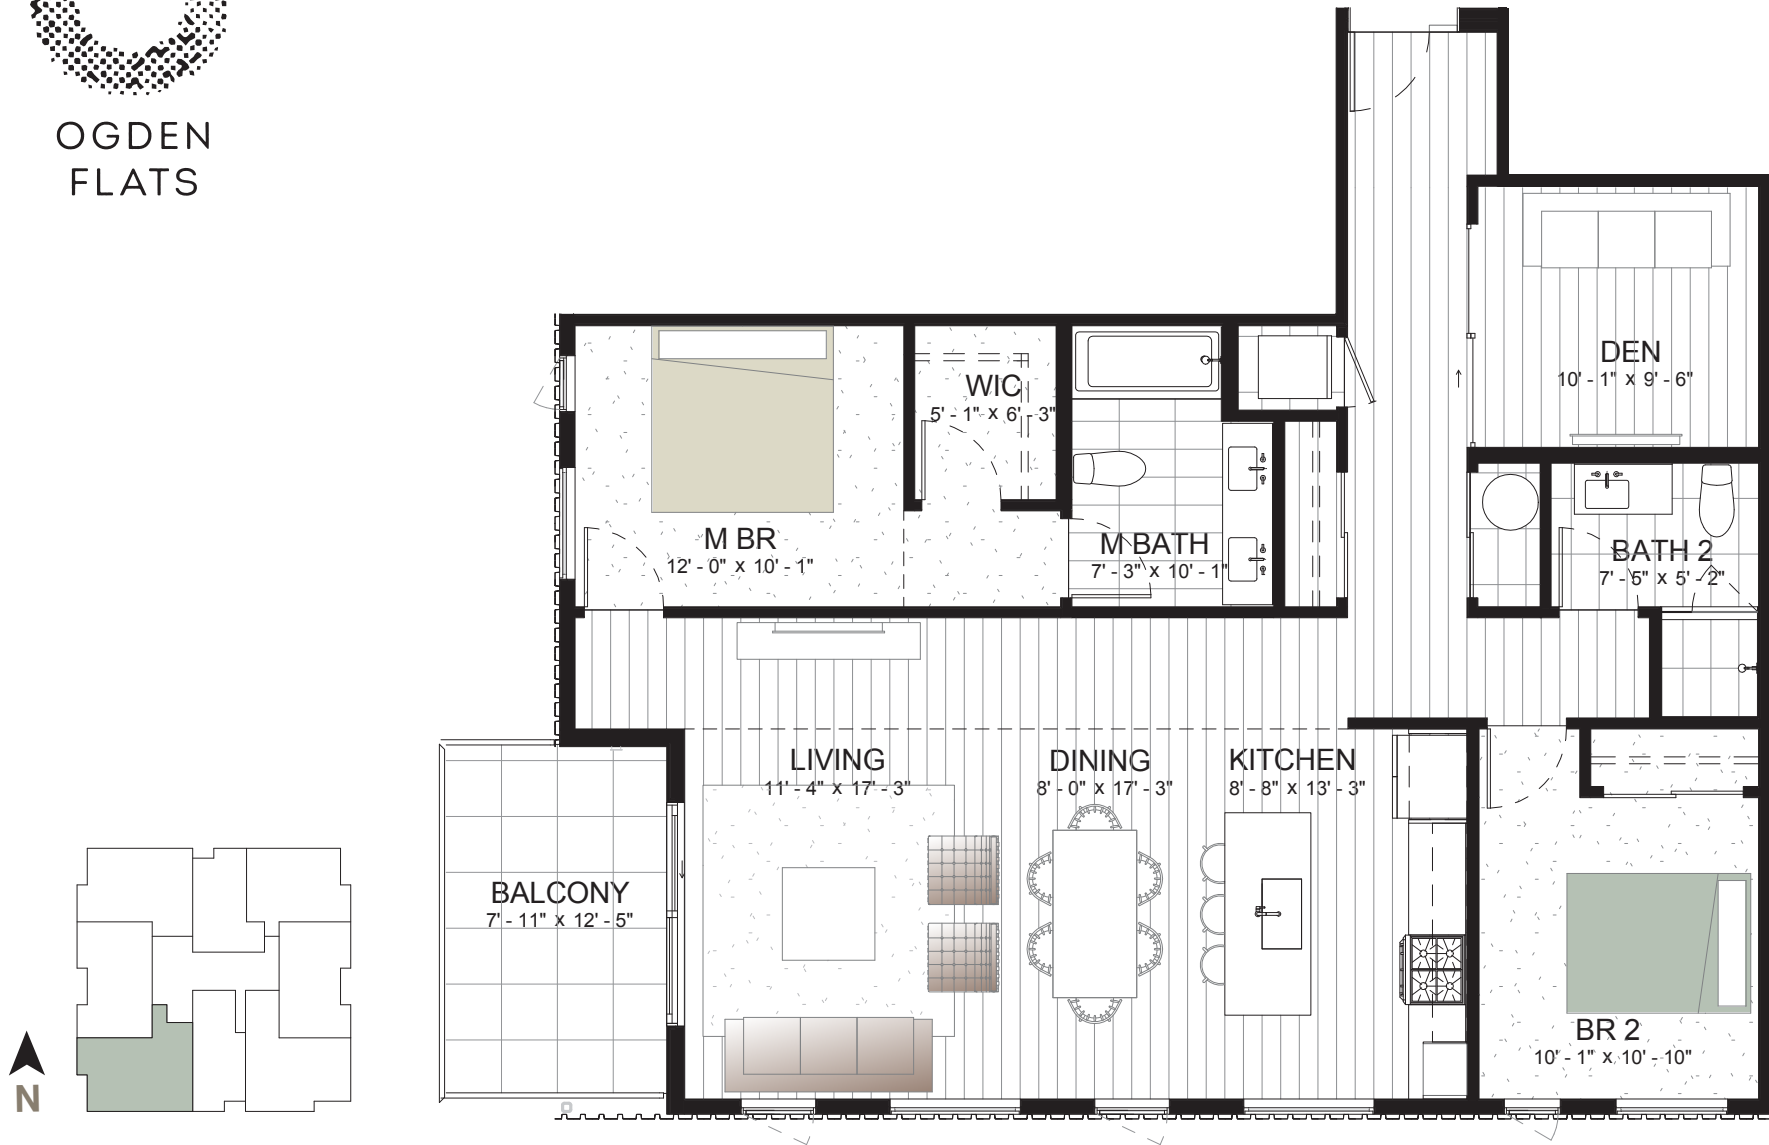 OGDEN
FLATS
DEN
10' - 1" x 9' - 6"
WIC
5' - 1" x 6' - 3"
M BR
12' - 0" x 10' - 1"
M BATH
7' - 3" x 10' - 1"
BATH 2
7' - 5" x 5' - 2"
LIVING
11' - 4" x 17' - 3"
DINING
8' - 0" x 17' - 3"
KITCHEN
8' - 8" x 13' - 3"
BALCONY
7' - 11" x 12' - 5"
BR 2
10' - 1" x 10' - 10"
N